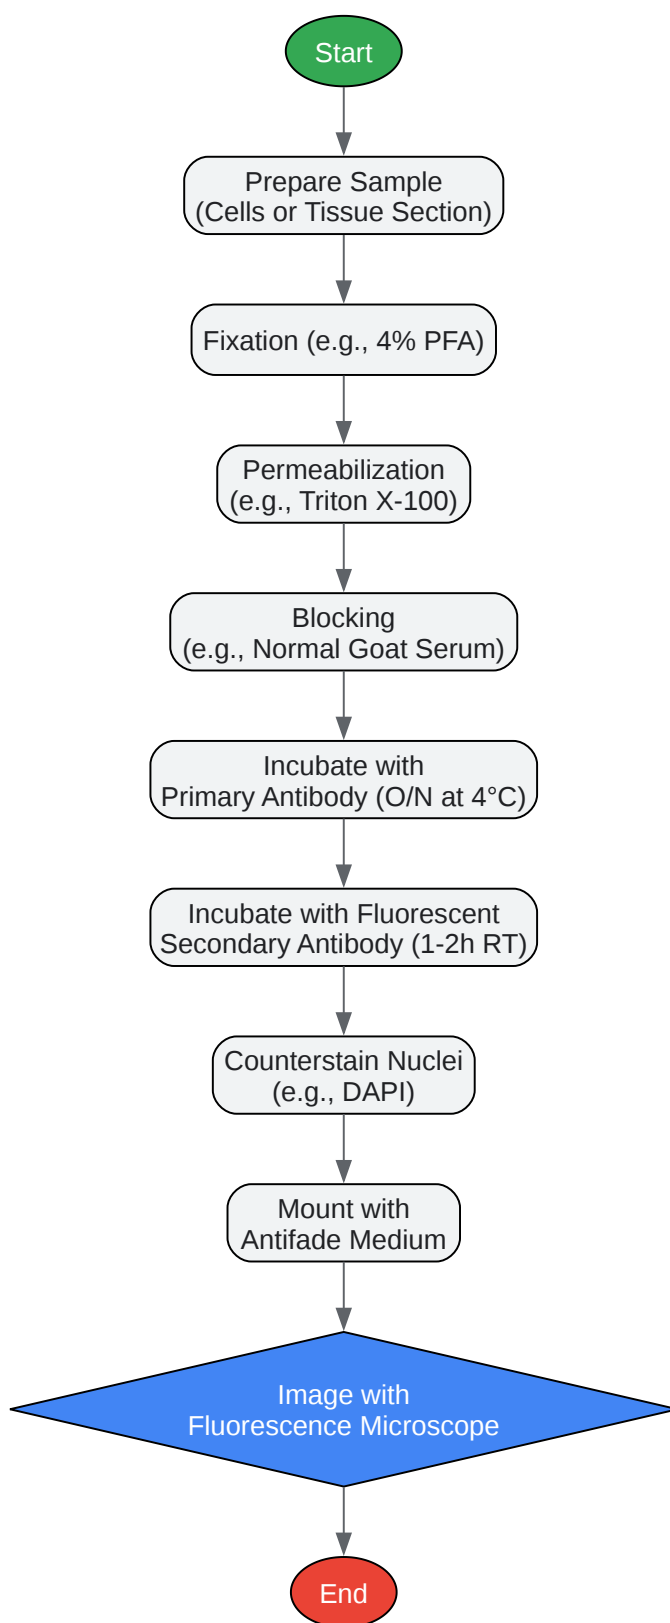 Start
Prepare Sample
(Cells or Tissue Section)
Fixation (e.g., 4% PFA)
Permeabilization
(e.g., Triton X-100)
Blocking
(e.g., Normal Goat Serum)
Incubate with
Primary Antibody (O/N at 4°C)
Incubate with Fluorescent
Secondary Antibody (1-2h RT)
Counterstain Nuclei
(e.g., DAPI)
Mount with
Antifade Medium
Image with
Fluorescence Microscope
End